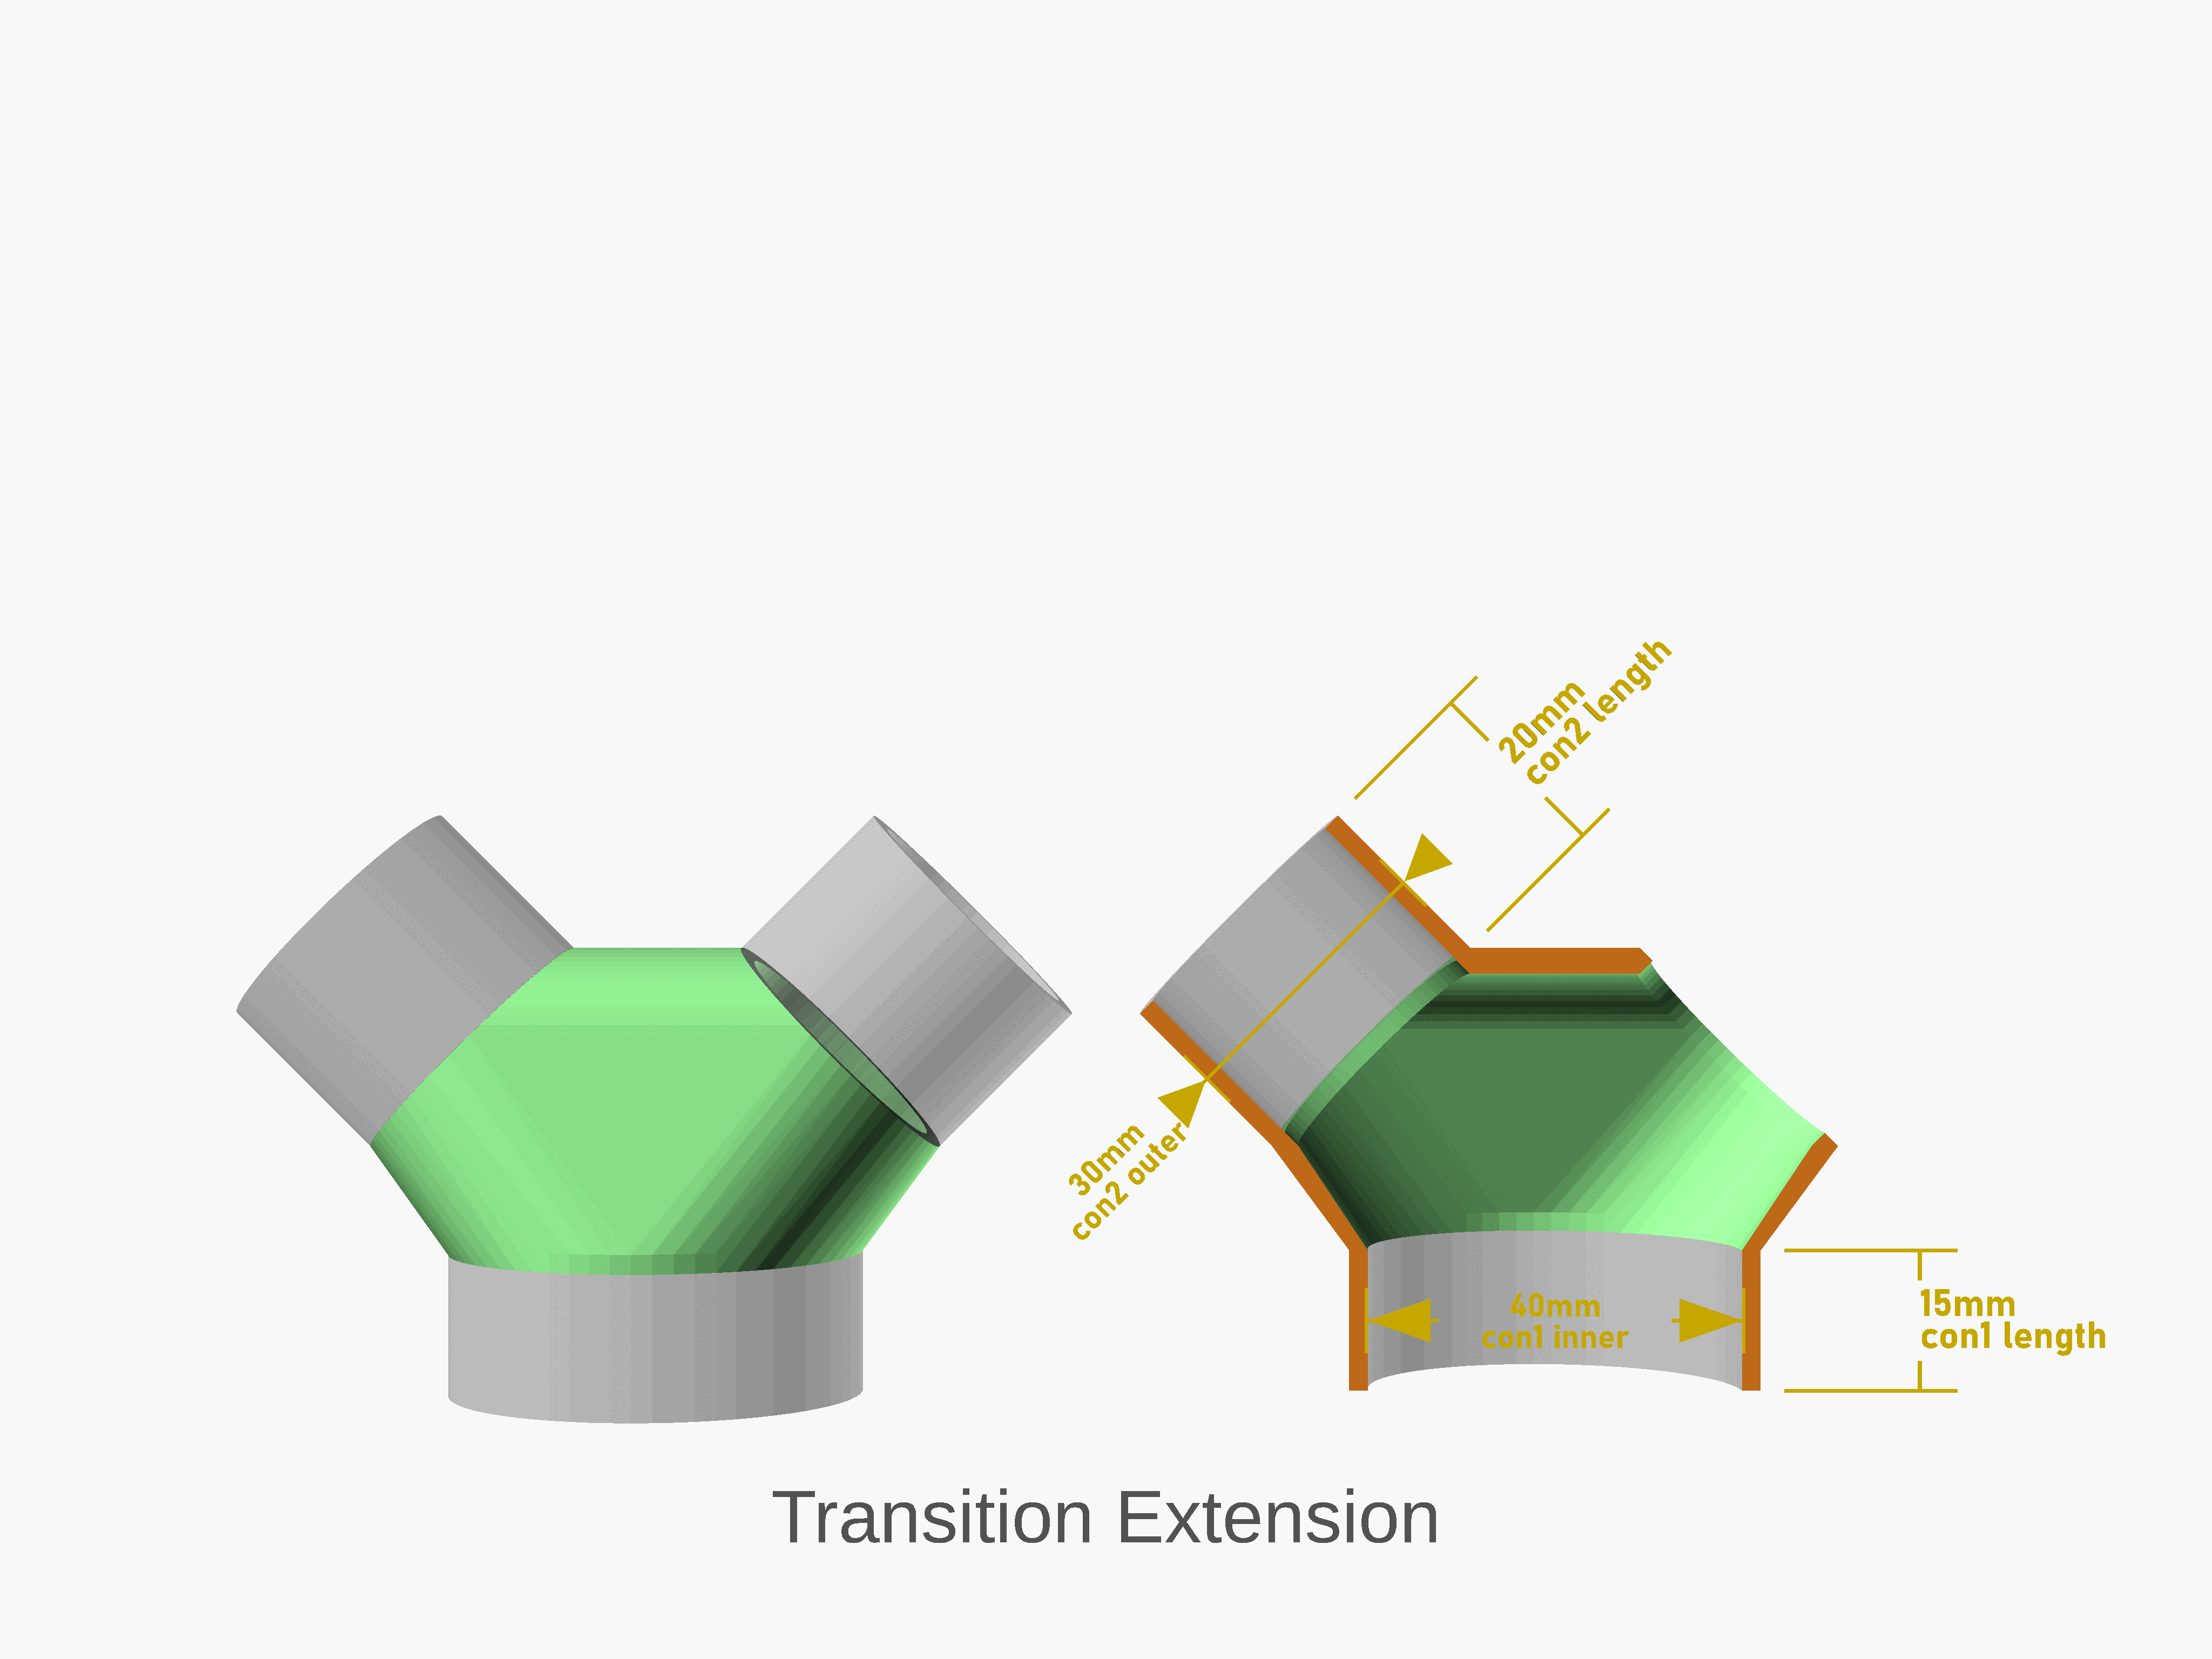 20mm
con2 length
30mm
con2 outer
40mm
con1 inner
15mm
con1 length
Transition Extension